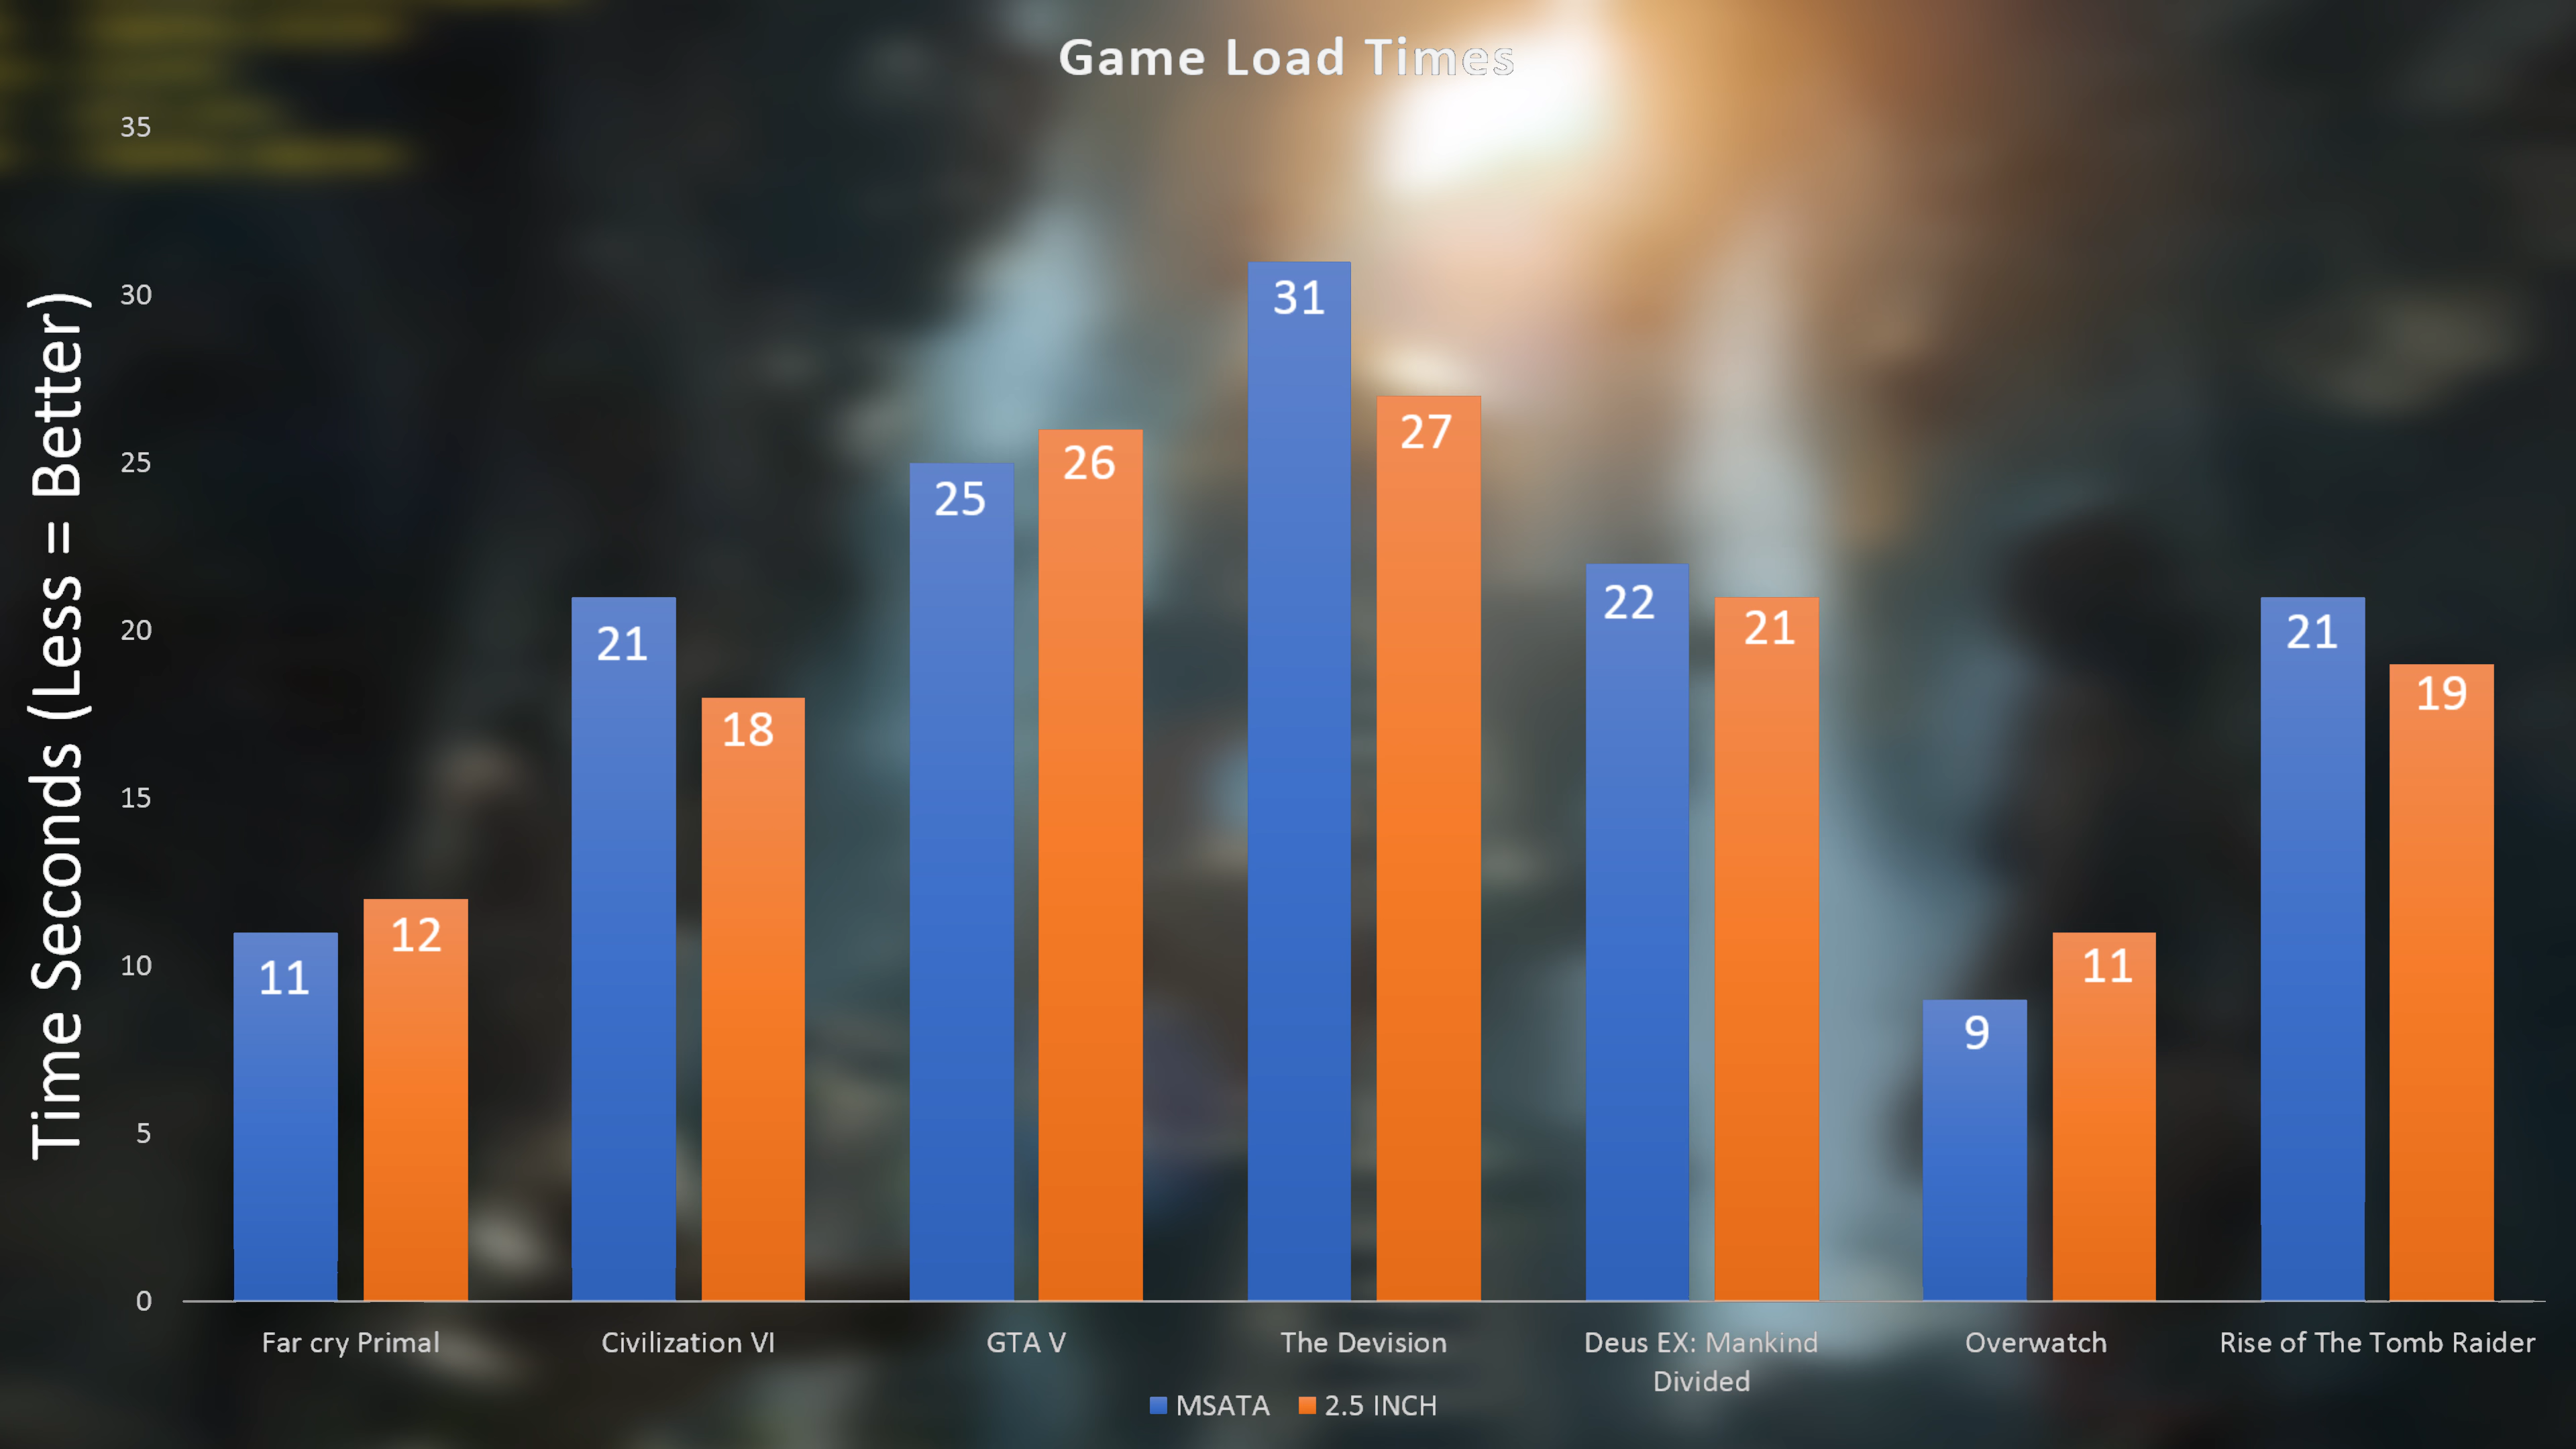 Game Load Times
Time Seconds (Less = Better)
35
30
25
20
15
10
5
0
11
12
21
18
25
26
31
27
22
21
9
11
21
19
Far cry Primal
Civilization VI
GTA V
The Devision
Deus EX: Mankind
Divided
Overwatch
Rise of The Tomb Raider
MSATA
2.5 INCH